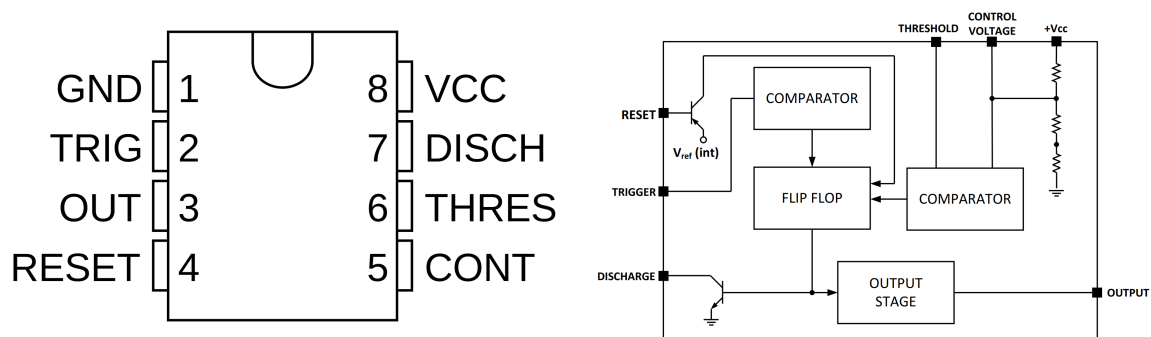 GND 1 8 VCC
TRIG 2 7 DISCH
OUT 3 6 THRES
RESET 4 5 CONT
THRESHOLD
CONTROL
VOLTAGE
+Vcc
COMPARATOR
RESET
Vref (int)
TRIGGER
FLIP FLOP
COMPARATOR
DISCHARGE
OUTPUT
STAGE
OUTPUT